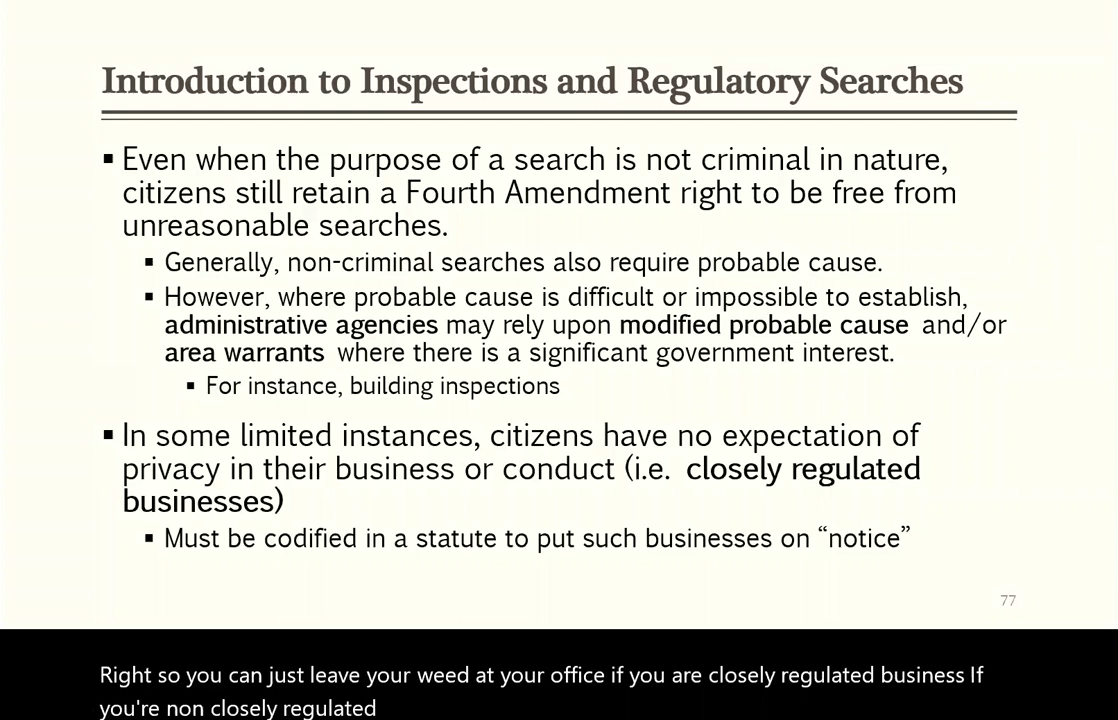 Introduction to Inspections and Regulatory Searches
▪ Even when the purpose of a search is not criminal in nature,
citizens still retain a Fourth Amendment right to be free from
unreasonable searches.
▪ Generally, non-criminal searches also require probable cause.
▪ However, where probable cause is difficult or impossible to establish,
administrative agencies may rely upon modified probable cause and/or
area warrants where there is a significant government interest.
▪ For instance, building inspections
▪ In some limited instances, citizens have no expectation of
privacy in their business or conduct (i.e. closely regulated
businesses)
▪ Must be codified in a statute to put such businesses on “notice”
77
Right so you can just leave your weed at your office if you are closely regulated business If
you're non closely regulated